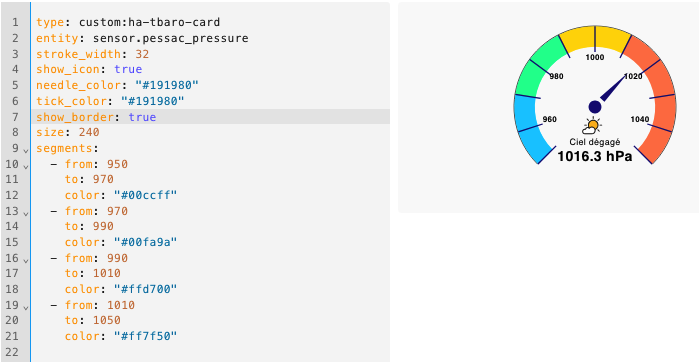 1 type: custom:ha-tbaro-card
2 entity: sensor.pessac_pressure
3 stroke_width: 32
4 show_icon: true
5 needle_color: "#191980"
6 tick_color: "#191980"
7 show_border: true
8 size: 240
9 segments:
10 - from: 950
11 to: 970
12 color: "#00ccff"
13 - from: 970
14 to: 990
15 color: "#00fa9a"
16 - from: 990
17 to: 1010
18 color: "#ffd700"
19 - from: 1010
20 to: 1050
21 color: "#ff7f50"
22
960
980
1000
1020
1040
Ciel dégagé
1016.3 hPa